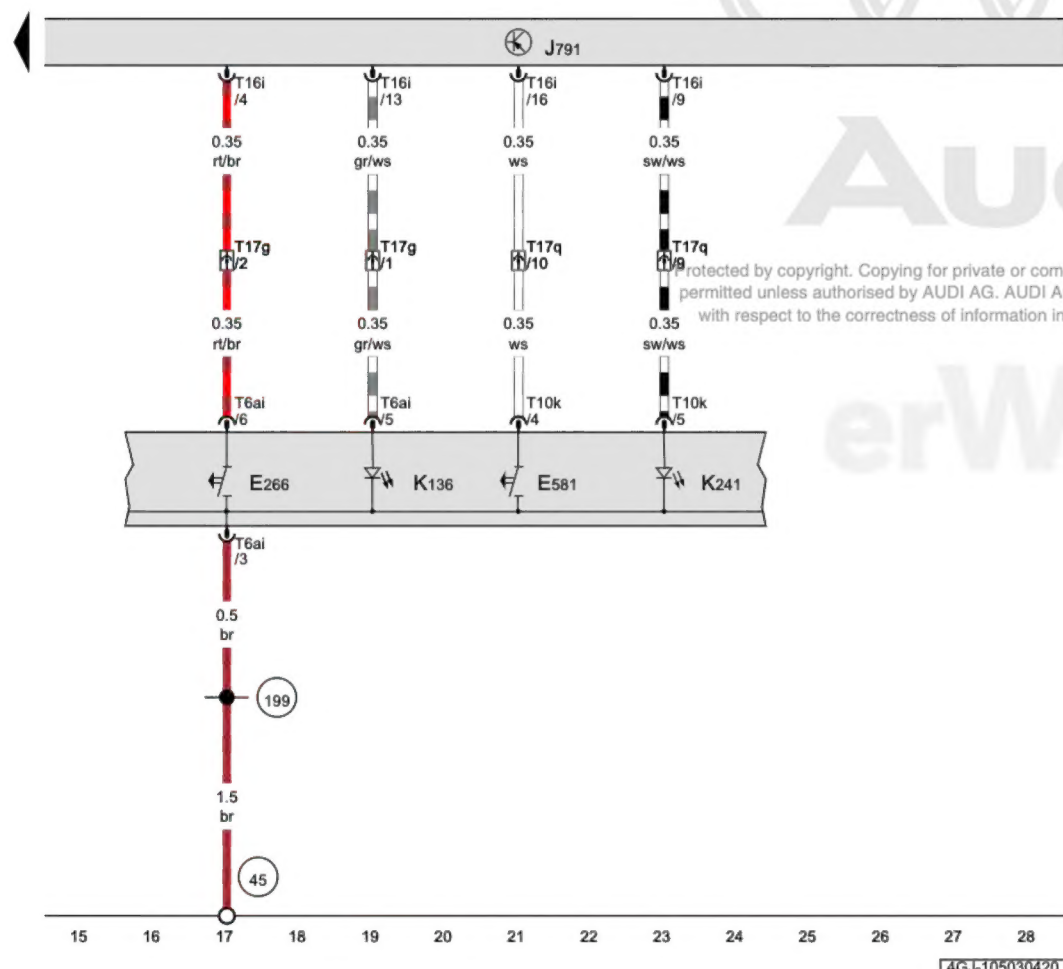 J791
T16i T16i T16i T16i
/4 /13 /16 /9
0.35 0.35 0.35 0.35
rt/br gr/ws ws sw/ws
T17g T17g T17q T17q
/2 /1 /10 /9
Protected by copyright. Copying for private or com
permitted unless authorised by AUDI AG. AUDI A
with respect to the correctness of information in
0.35 0.35 0.35 0.35
rt/br gr/ws ws sw/ws
T6ai T6ai T10k T10k
/6 /5 /4 /5
E266 K136 E581 K241
T6ai
/3
0.5
br
199
1.5
br
45
15 16 17 18 19 20 21 22 23 24 25 26 27 28
Aud
erW